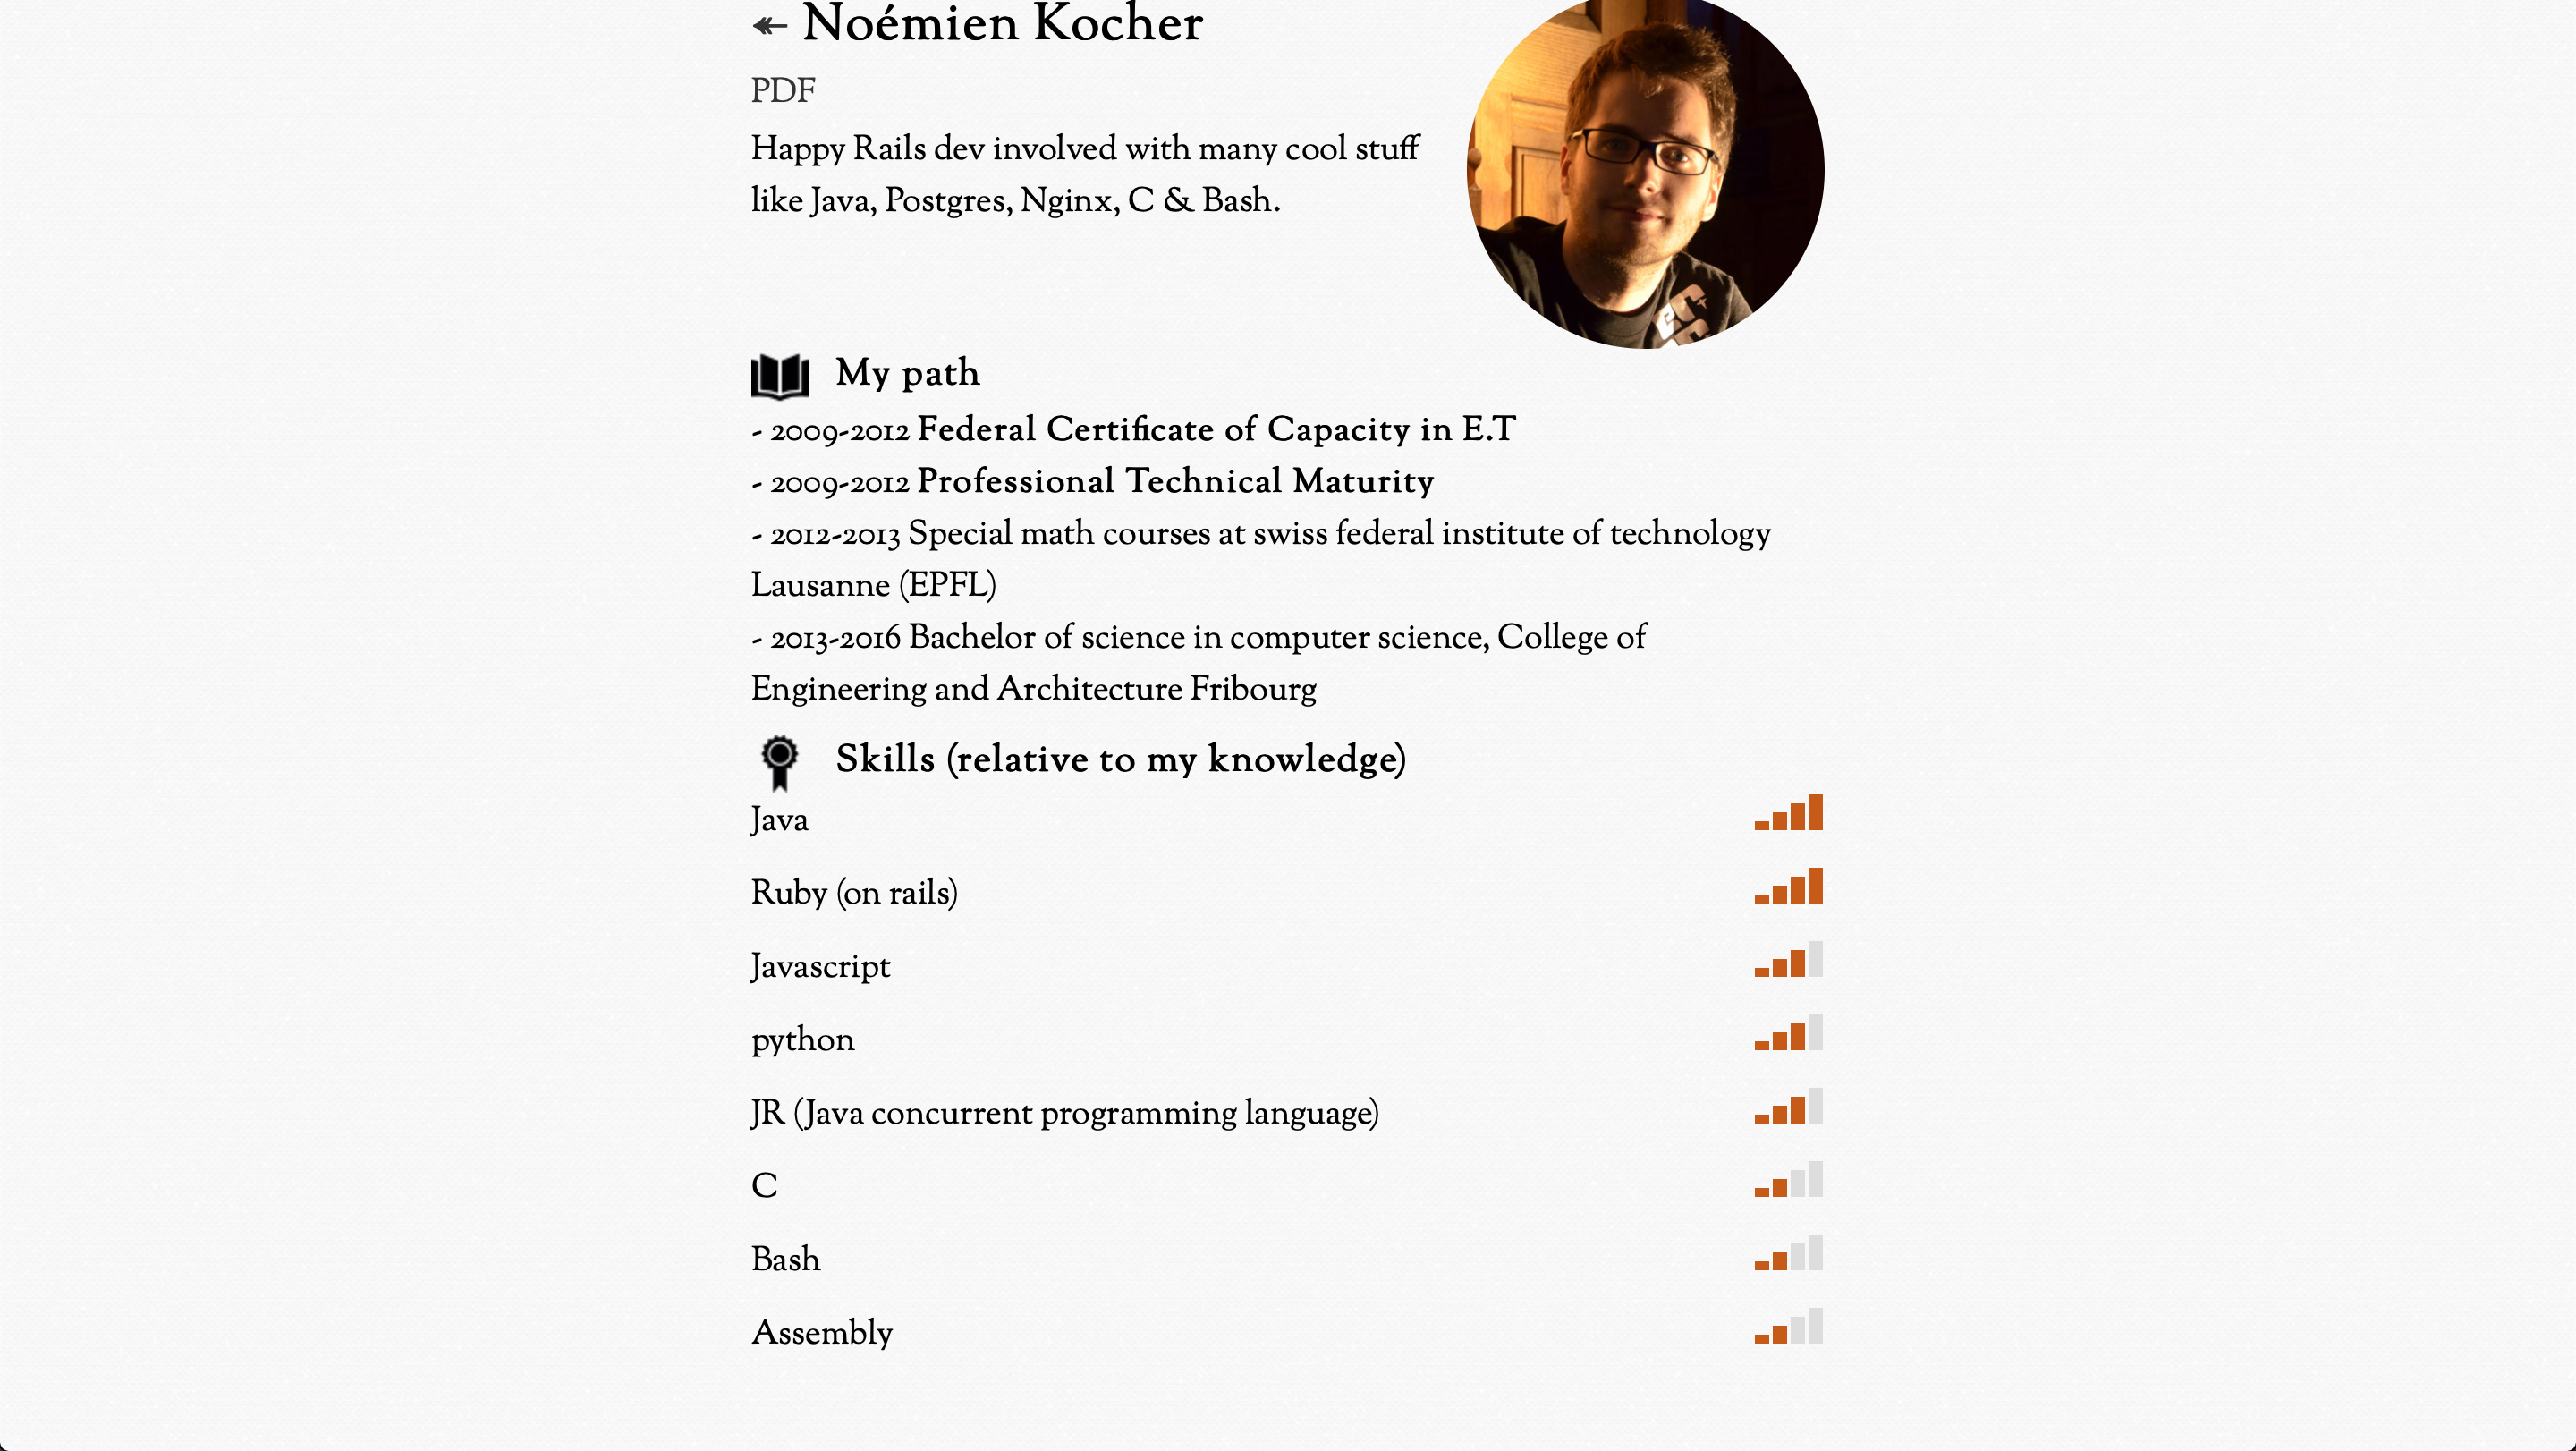 Noémien Kocher
PDF
Happy Rails dev involved with many cool stuff
like Java, Postgres, Nginx, C & Bash.
My path
- 2009-2012 Federal Certificate of Capacity in E.T
- 2009-2012 Professional Technical Maturity
- 2012-2013 Special math courses at swiss federal institute of technology
Lausanne (EPFL)
- 2013-2016 Bachelor of science in computer science, College of
Engineering and Architecture Fribourg
Skills (relative to my knowledge)
Java
Ruby (on rails)
Javascript
python
JR (Java concurrent programming language)
C
Bash
Assembly